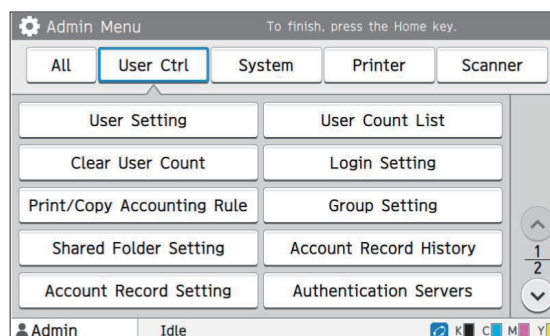 Admin Menu To finish, press the Home key.
All User Ctrl System Printer Scanner
User Setting User Count List
Clear User Count Login Setting
Print/Copy Accounting Rule Group Setting
Shared Folder Setting Account Record History
1
Account Record Setting Authentication Servers
2
Admin Idle K C M Y